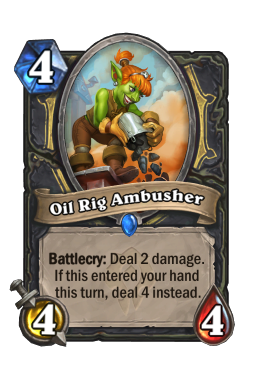 4
Oil Rig Ambusher
Battlecry: Deal 2 damage.
If this entered your hand
this turn, deal 4 instead.
4
4